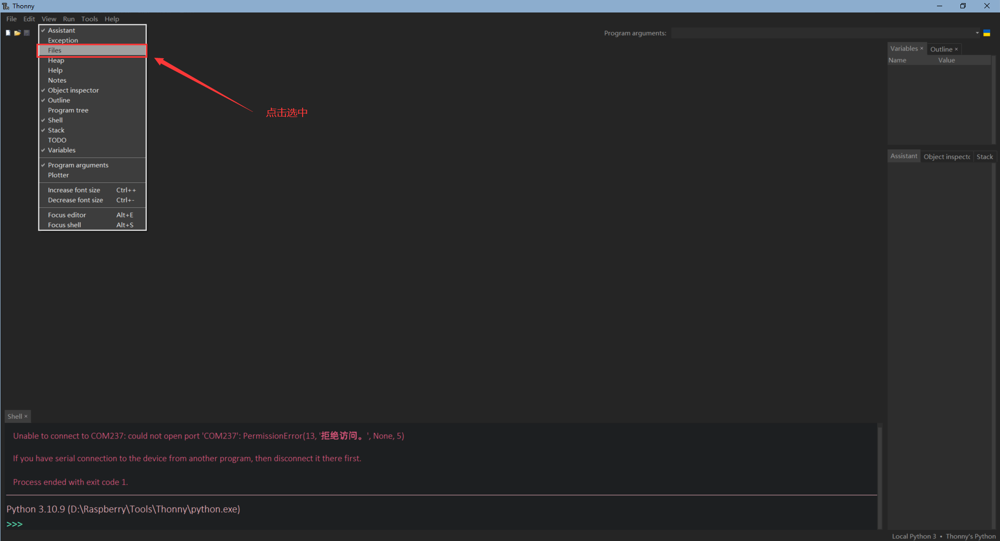 Thonny
File Edit View Run Tools Help
Program arguments:
✓ Assistant
Exception
Files
Heap
Help
Notes
✓ Object inspector
✓ Outline
Program tree
✓ Shell
✓ Stack
TODO
✓ Variables
✓ Program arguments
Plotter
Increase font size Ctrl++
Decrease font size Ctrl+-
Focus editor Alt+E
Focus shell Alt+S
点击选中
Variables × Outline ×
Name Value
Assistant Object inspectc Stack
Shell ×
Unable to connect to COM237: could not open port 'COM237': PermissionError(13, '拒绝访问。', None, 5)
If you have serial connection to the device from another program, then disconnect it there first.
Process ended with exit code 1.
Python 3.10.9 (D:\Raspberry\Tools\Thonny\python.exe)
>>>
Local Python 3 • Thonny's Python